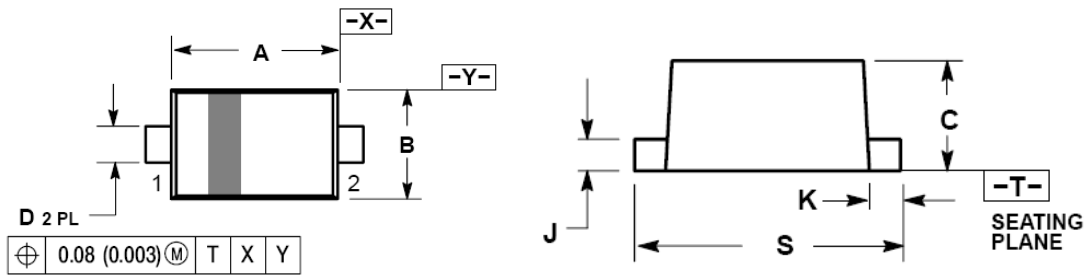 –X–
A
–Y–
B
1
2
D 2 PL
⌖ 0.08 (0.003) Ⓜ T X Y
C
K
–T–
J
S
SEATING
PLANE